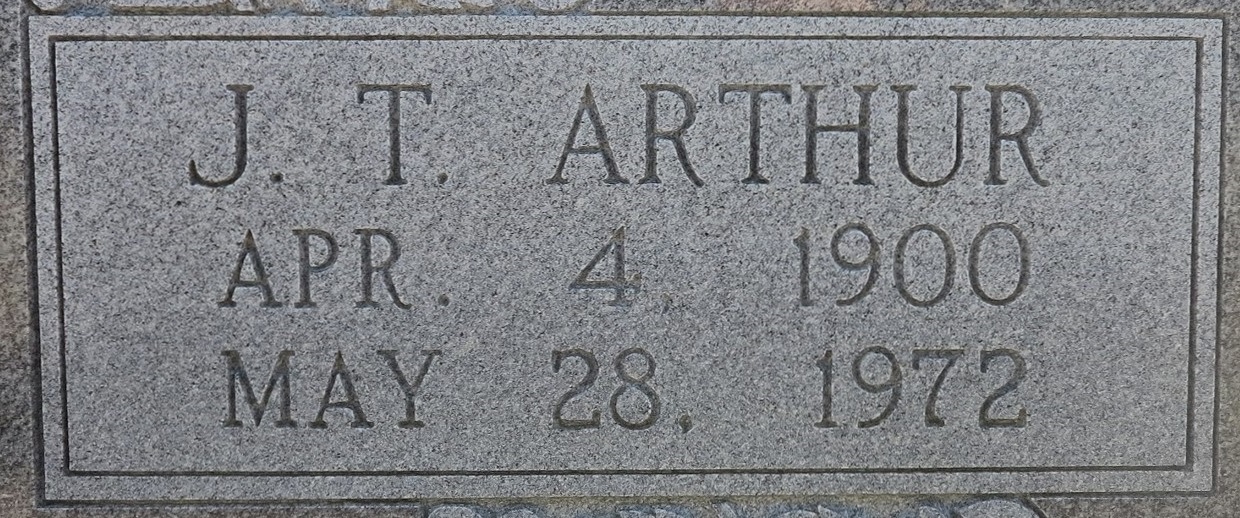 J. T. ARTHUR
APR. 4, 1900
MAY 28, 1972